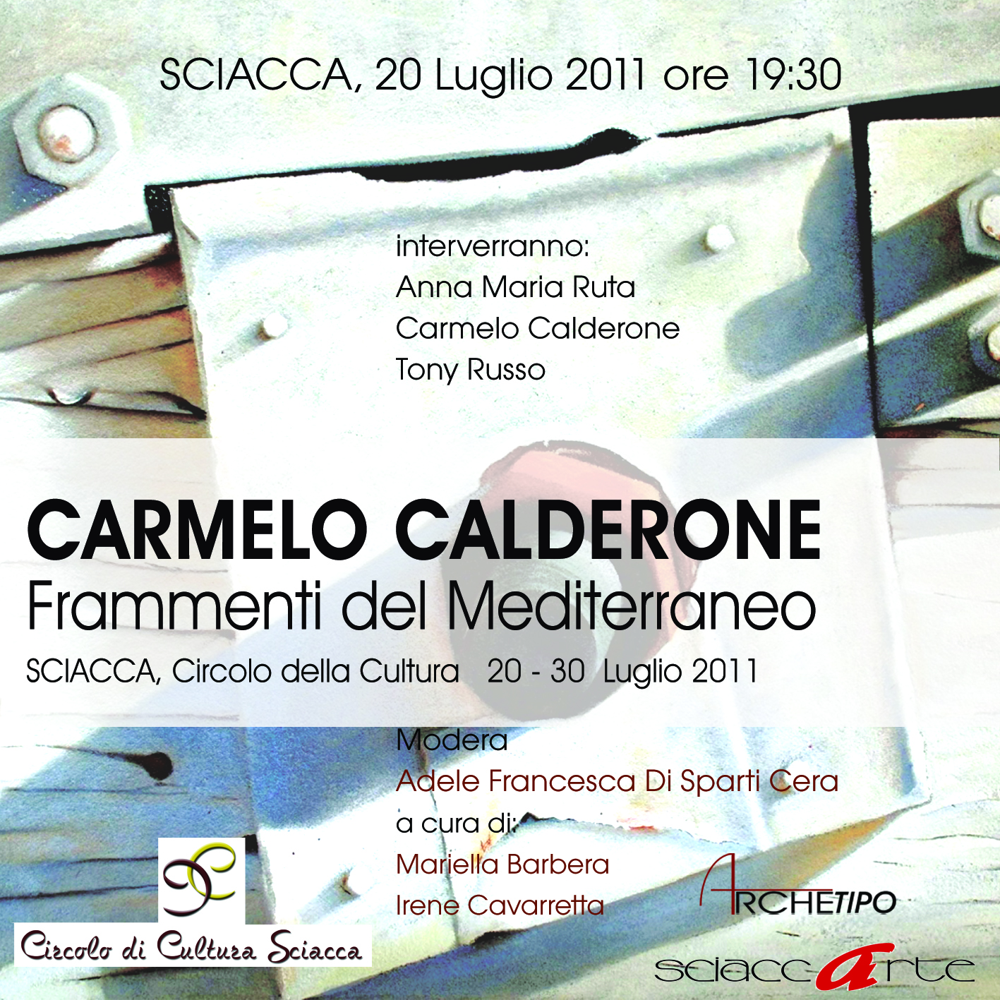 SCIACCA, 20 Luglio 2011 ore 19:30
interverranno:
Anna Maria Ruta
Carmelo Calderone
Tony Russo
CARMELO CALDERONE
Frammenti del Mediterraneo
SCIACCA, Circolo della Cultura 20 - 30 Luglio 2011
Modera
Adele Francesca Di Sparti Cera
a cura di:
Mariella Barbera
Irene Cavarretta
ARCHETIPO
Circolo di Cultura Sciacca
sciaccarte